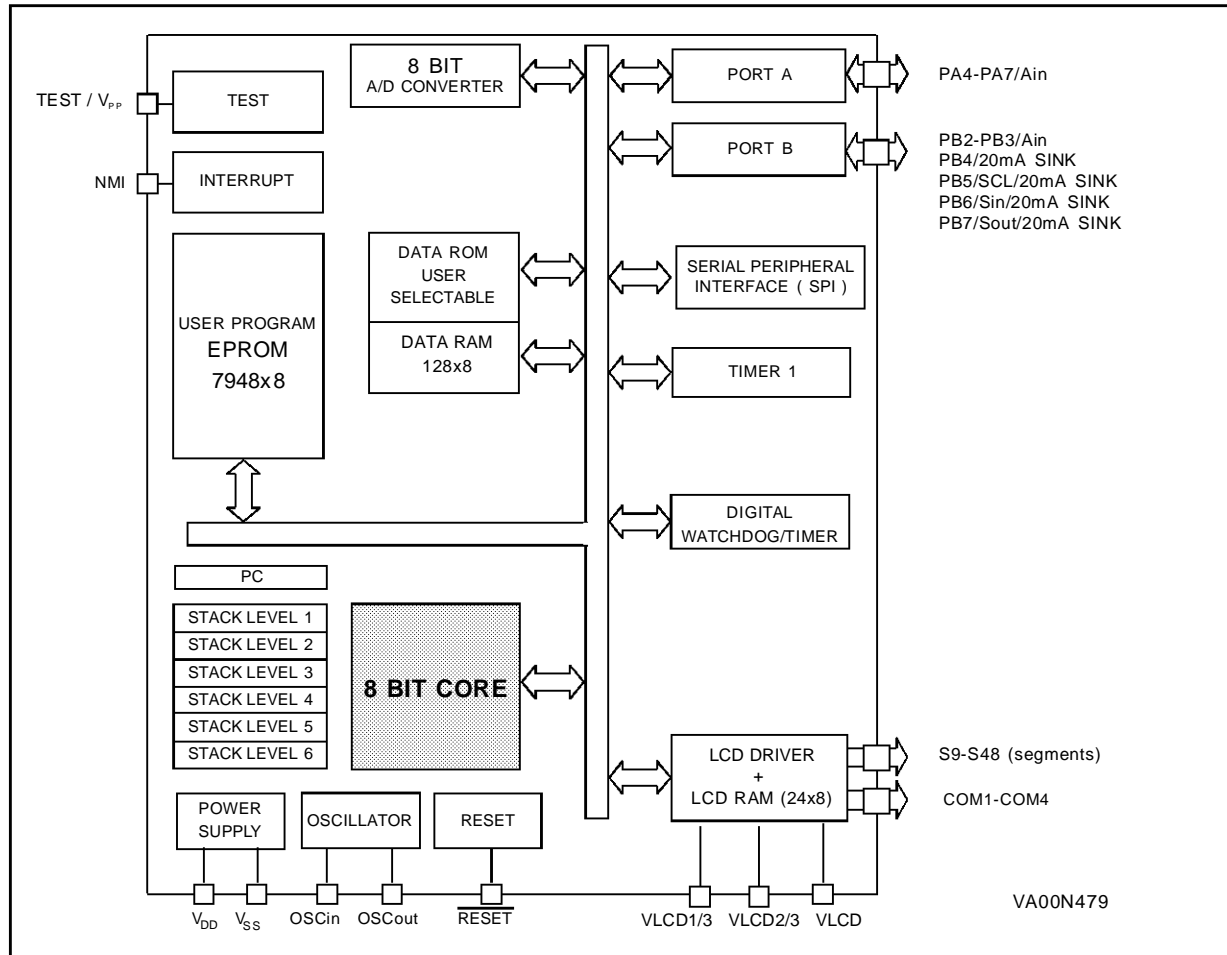 8 BIT
A/D CONVERTER
PORT A
PA4-PA7/Ain
TEST / VPP
TEST
PORT B
PB2-PB3/Ain
PB4/20mA SINK
PB5/SCL/20mA SINK
PB6/Sin/20mA SINK
PB7/Sout/20mA SINK
NMI
INTERRUPT
DATA ROM
USER
SELECTABLE
SERIAL PERIPHERAL
INTERFACE ( SPI )
USER PROGRAM
EPROM
7948x8
DATA RAM
128x8
TIMER 1
DIGITAL
WATCHDOG/TIMER
PC
STACK LEVEL 1
STACK LEVEL 2
STACK LEVEL 3
STACK LEVEL 4
STACK LEVEL 5
STACK LEVEL 6
8 BIT CORE
LCD DRIVER
+
LCD RAM (24x8)
S9-S48 (segments)
COM1-COM4
POWER
SUPPLY
OSCILLATOR
RESET
VDD
VSS
OSCin
OSCout
RESET
VLCD1/3
VLCD2/3
VLCD
VA00N479